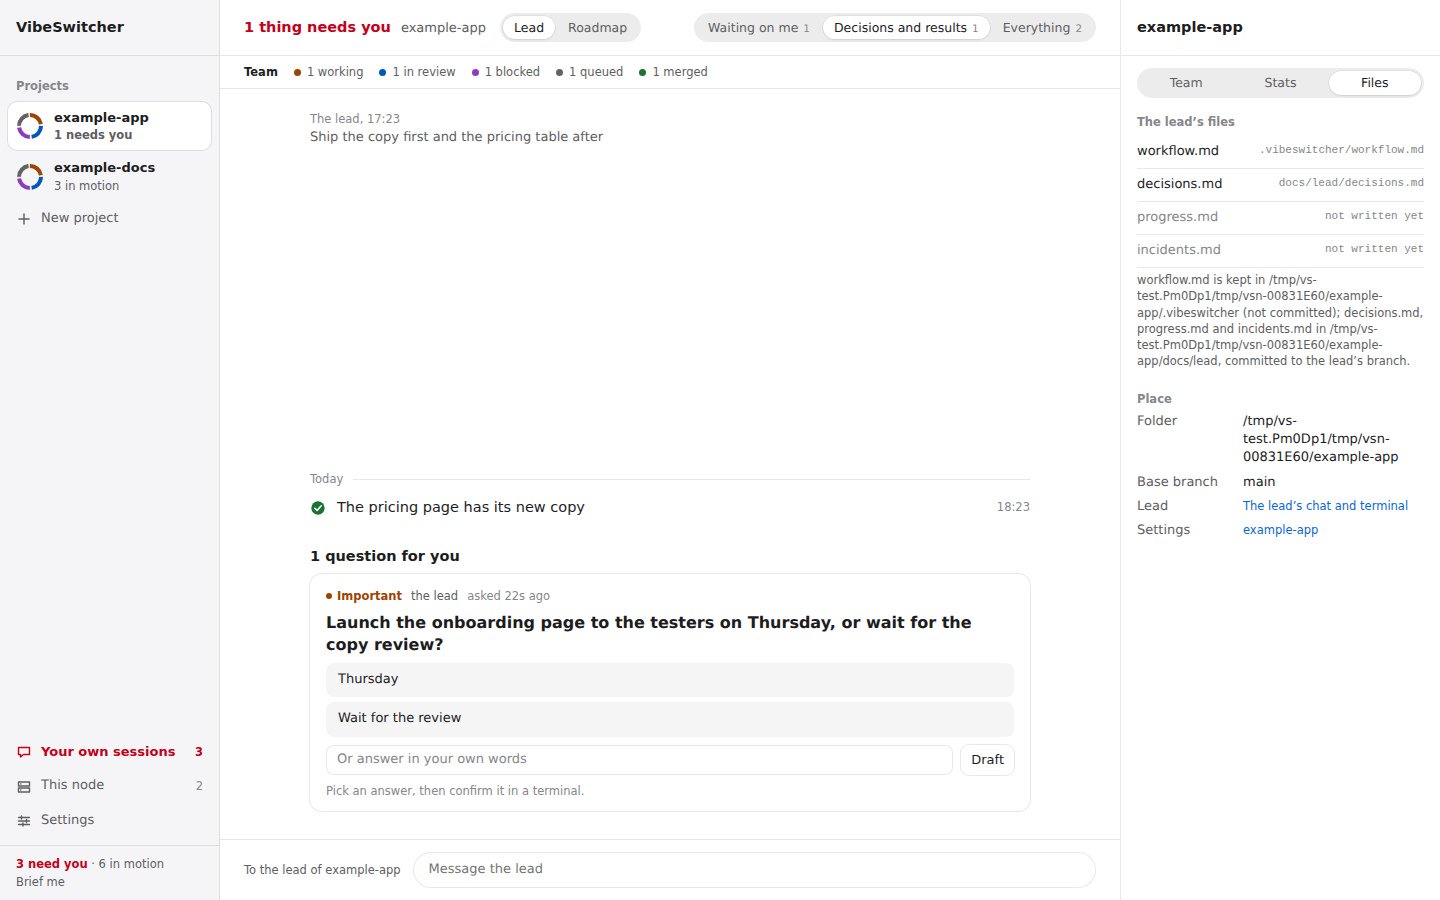 VibeSwitcher
Projects
example-app
1 needs you
example-docs
3 in motion
New project
Your own sessions 3
This node 2
Settings
3 need you · 6 in motion
Brief me
1 thing needs you example-app Lead Roadmap Waiting on me 1 Decisions and results 1 Everything 2
Team 1 working 1 in review 1 blocked 1 queued 1 merged
The lead, 17:23
Ship the copy first and the pricing table after
Today
The pricing page has its new copy 18:23
1 question for you
Important the lead asked 22s ago
Launch the onboarding page to the testers on Thursday, or wait for the
copy review?
Thursday
Wait for the review
Or answer in your own words Draft
Pick an answer, then confirm it in a terminal.
To the lead of example-app Message the lead
example-app
Team Stats Files
The lead’s files
workflow.md .vibeswitcher/workflow.md
decisions.md docs/lead/decisions.md
progress.md not written yet
incidents.md not written yet
workflow.md is kept in /tmp/vs-
test.Pm0Dp1/tmp/vsn-00831E60/example-
app/.vibeswitcher (not committed); decisions.md,
progress.md and incidents.md in /tmp/vs-
test.Pm0Dp1/tmp/vsn-00831E60/example-
app/docs/lead, committed to the lead’s branch.
Place
Folder /tmp/vs-
test.Pm0Dp1/tmp/vsn-
00831E60/example-app
Base branch main
Lead The lead’s chat and terminal
Settings example-app